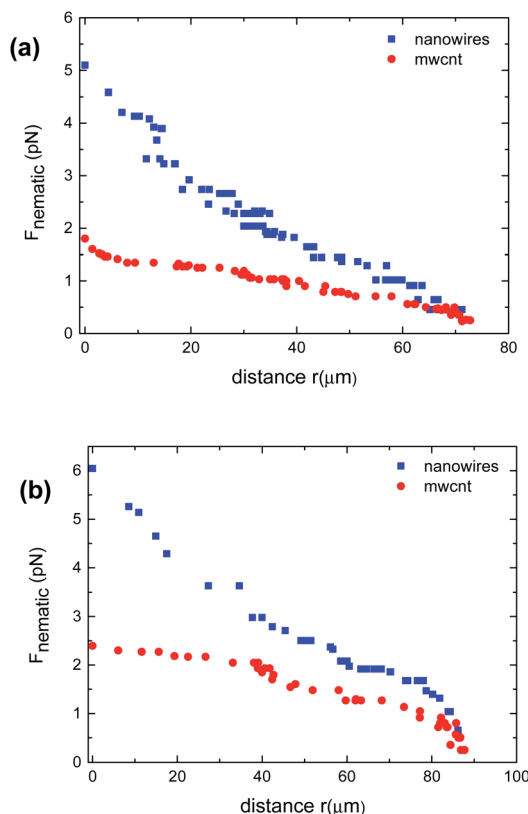 (a)
6
5
4
3
2
1
0
F_nematic (pN)
nanowires
mwcnt
0 20 40 60 80
distance r(μm)
(b)
6
5
4
3
2
1
0
F_nematic (pN)
nanowires
mwcnt
0 20 40 60 80 100
distance r(μm)